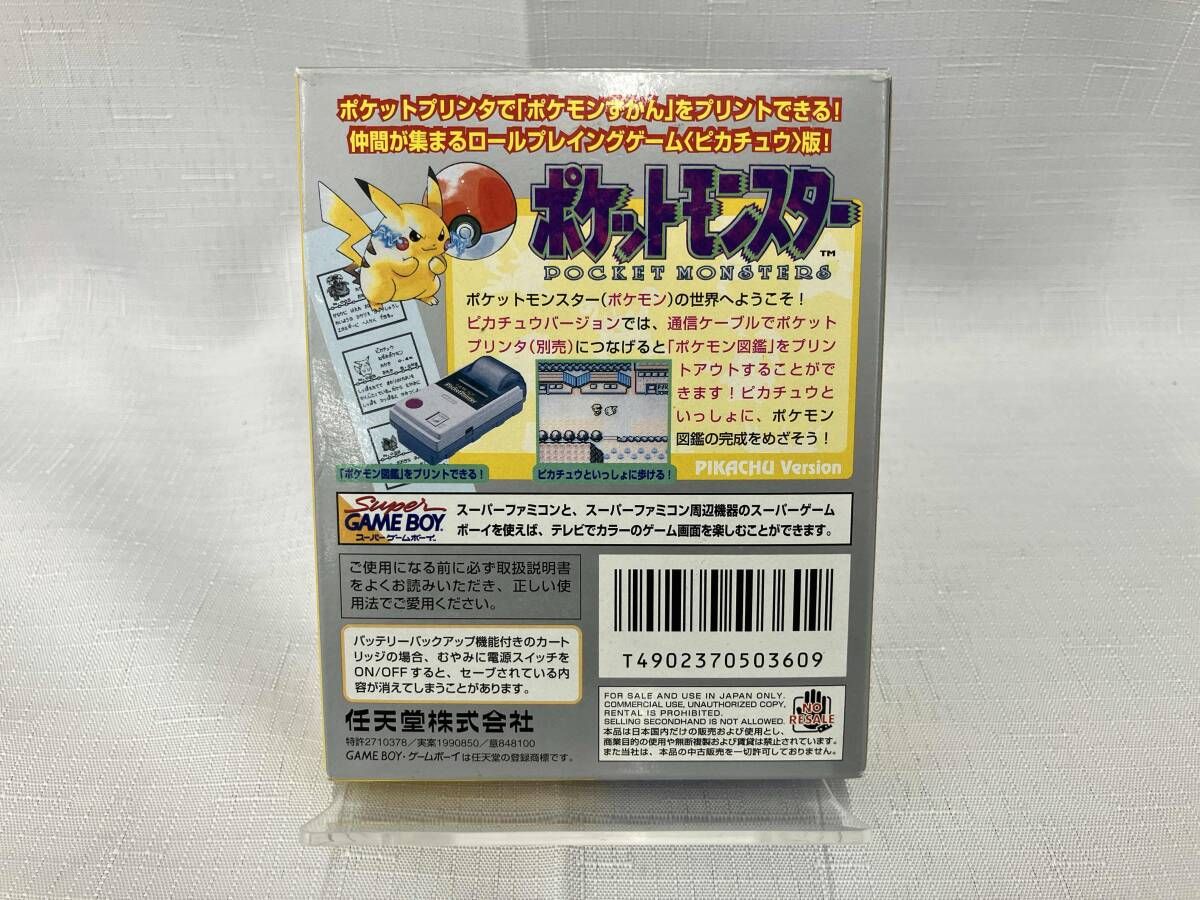 ポケットプリンタで「ポケモンずかん」をプリントできる!
仲間が集まるロールプレイングゲーム〈ピカチュウ〉版!
ポケットモンスター
TM
POCKET MONSTERS
ポケットモンスター(ポケモン)の世界へようこそ!
ピカチュウバージョンでは、通信ケーブルでポケット
プリンタ(別売)につなげると「ポケモン図鑑」をプリン
トアウトすることがで
きます!ピカチュウと
いっしょに、ポケモン
図鑑の完成をめざそう!
「ポケモン図鑑」をプリントできる!
ピカチュウといっしょに歩ける!
PIKACHU Version
Super
GAME BOY
スーパーゲームボーイ
スーパーファミコンと、スーパーファミコン周辺機器のスーパーゲーム
ボーイを使えば、テレビでカラーのゲーム画面を楽しむことができます。
ご使用になる前に必ず取扱説明書
をよくお読みいただき、正しい使
用法でご愛用ください。
バッテリーバックアップ機能付きのカート
リッジの場合、むやみに電源スイッチを
ON/OFFすると、セーブされている内
容が消えてしまうことがあります。
T4902370503609
任天堂株式会社
特許2710378/実案1990850/意848100
GAME BOY・ゲームボーイは任天堂の登録商標です。
FOR SALE AND USE IN JAPAN ONLY.
COMMERCIAL USE, UNAUTHORIZED COPY,
RENTAL IS PROHIBITED.
SELLING SECONDHAND IS NOT ALLOWED.
本品は日本国内だけの販売および使用とし、
商業目的の使用や無断複製および賃貸は禁止されています。
また当社は、本品の中古販売を一切許可しておりません。
NO
RESALE